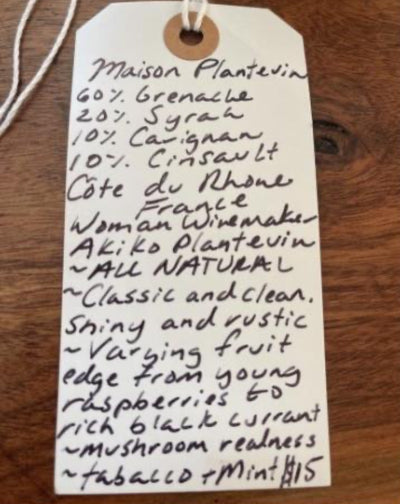 Maison Plantevin
60% Grenache
20% Syrah
10% Carignan
10% Cinsault
Côte du Rhone
France
Woman Winemaker
Akiko Plantevin
~ALL NATURAL
~Classic and clean.
Shiny and rustic
~Varying fruit
edge from young
raspberries to
rich black currant
~mushroom realness
~tabacco + Mint $15